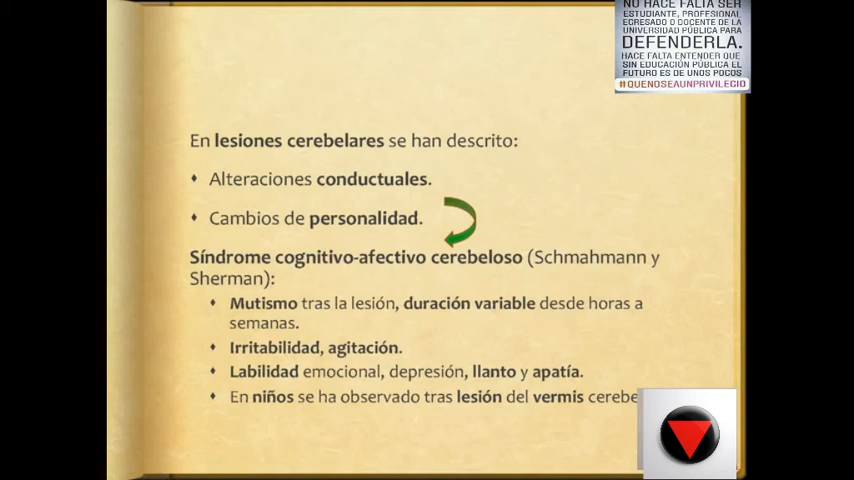 NO HACE FALTA SER
ESTUDIANTE, PROFESIONAL
EGRESADO O DOCENTE DE LA
UNIVERSIDAD PÚBLICA PARA
DEFENDERLA.
HACE FALTA ENTENDER QUE
SIN EDUCACIÓN PÚBLICA EL
FUTURO ES DE UNOS POCOS
#QUENOSEAUNPRIVILEGIO
En lesiones cerebelares se han descrito:
Alteraciones conductuales.
Cambios de personalidad.
Síndrome cognitivo-afectivo cerebeloso (Schmahmann y
Sherman):
Mutismo tras la lesión, duración variable desde horas a
semanas.
Irritabilidad, agitación.
Labilidad emocional, depresión, llanto y apatía.
En niños se ha observado tras lesión del vermis